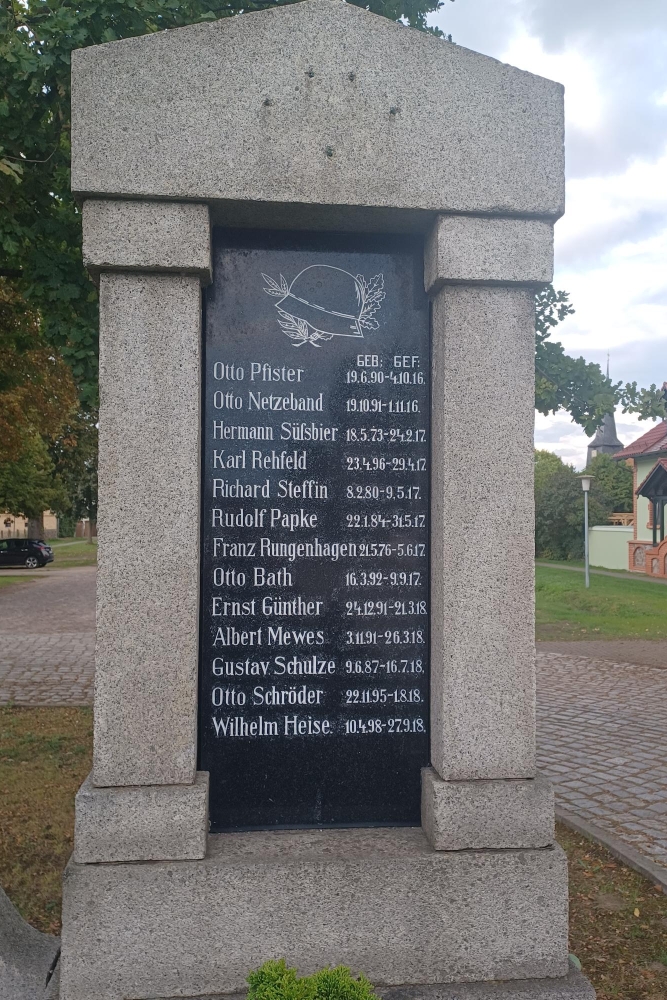 GEB: GEF:
Otto Pfister 19.6.90-4.10.16.
Otto Netzeband 19.10.91-1.11.16.
Hermann Süfsbier 18.5.73-24.2.17.
Karl Rehfeld 23.4.96-29.4.17.
Richard Steffin 8.2.80-9.5.17.
Rudolf Papke 22.1.84-31.5.17.
Franz Rungenhagen 21.5.76-5.6.17.
Otto Bath 16.3.92-9.9.17.
Ernst Günther 24.12.91-21.3.18.
Albert Mewes 3.11.91-26.3.18.
Gustav Schulze 9.6.87-16.7.18.
Otto Schröder 22.11.95-1.8.18.
Wilhelm Heise. 10.4.98-27.9.18.